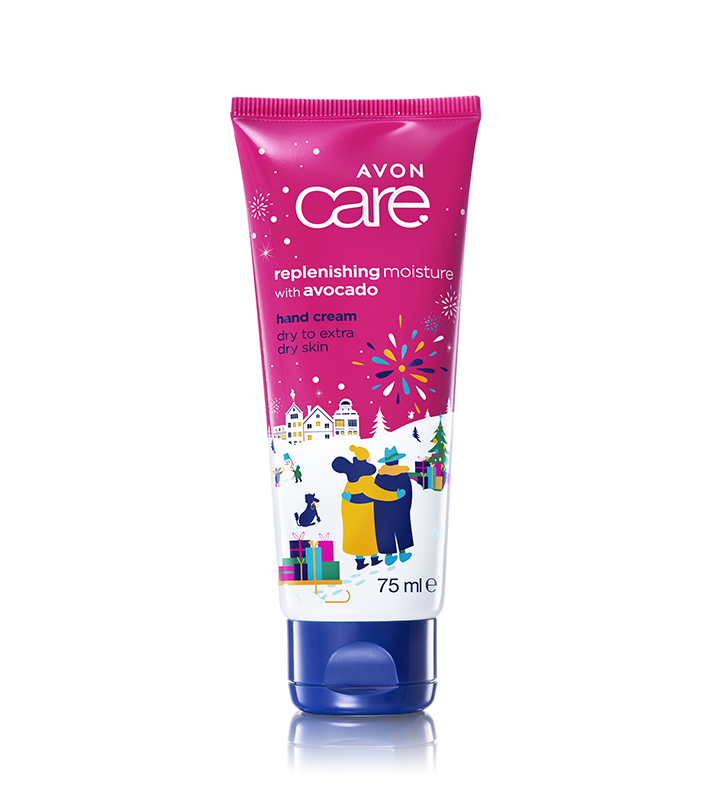 AVON
care
replenishing moisture
with avocado
hand cream
dry to extra
dry skin
75 ml ℮